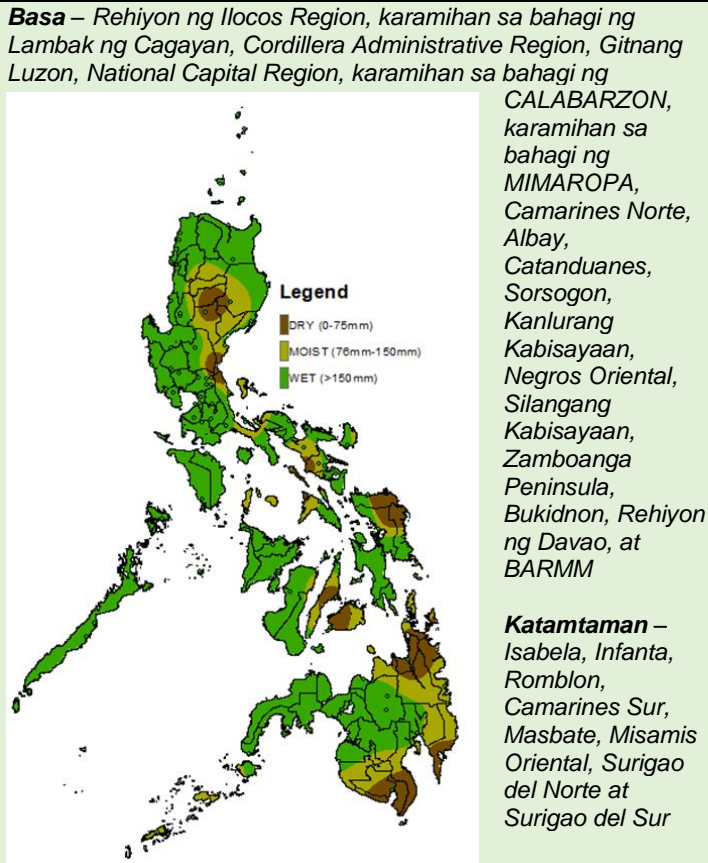 Basa – Rehiyon ng Ilocos Region, karamihan sa bahagi ng
Lambak ng Cagayan, Cordillera Administrative Region, Gitnang
Luzon, National Capital Region, karamihan sa bahagi ng
CALABARZON,
karamihan sa
bahagi ng
MIMAROPA,
Camarines Norte,
Albay,
Catanduanes,
Sorsogon,
Kanlurang
Kabisayaan,
Negros Oriental,
Silangang
Kabisayaan,
Zamboanga
Peninsula,
Bukidnon, Rehiyon
ng Davao, at
BARMM
Katamtaman –
Isabela, Infanta,
Romblon,
Camarines Sur,
Masbate, Misamis
Oriental, Surigao
del Norte at
Surigao del Sur
Legend
DRY (0-75mm)
MOIST (76mm-150mm)
WET (>150mm)